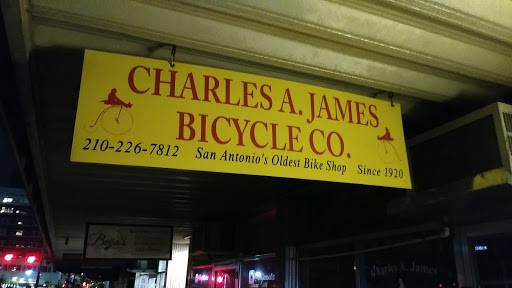 CHARLES A. JAMES
BICYCLE CO.
210-226-7812 San Antonio's Oldest Bike Shop Since 1920
Charles A. James